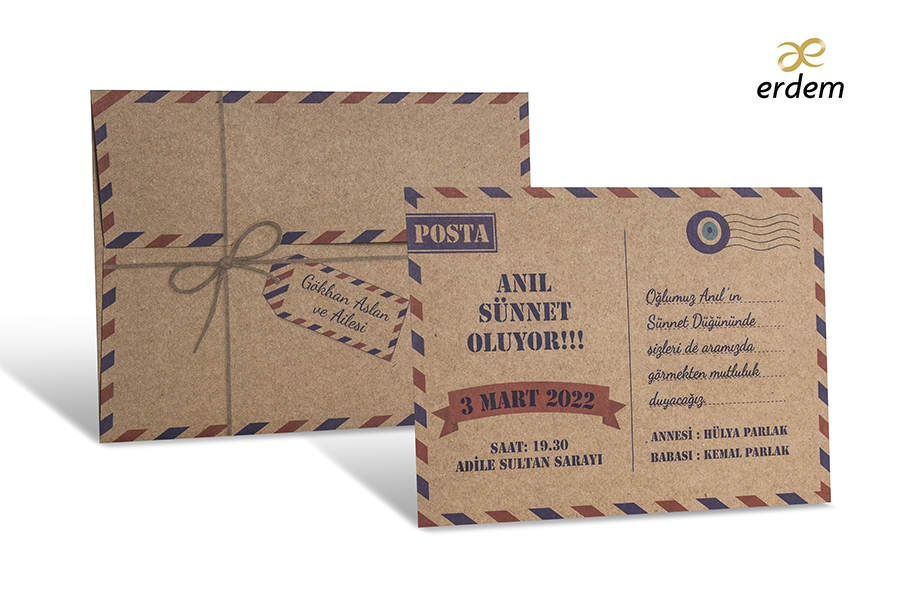 erdem
Gökhan Aslan
ve Ailesi
POSTA
ANIL
SÜNNET
OLUYOR!!!
3 MART 2022
SAAT: 19.30
ADİLE SULTAN SARAYI
Oğlumuz Anıl'ın
Sünnet Düğününde
sizleri de aramızda
görmekten mutluluk
duyacağız.
ANNESİ : HÜLYA PARLAK
BABASI : KEMAL PARLAK